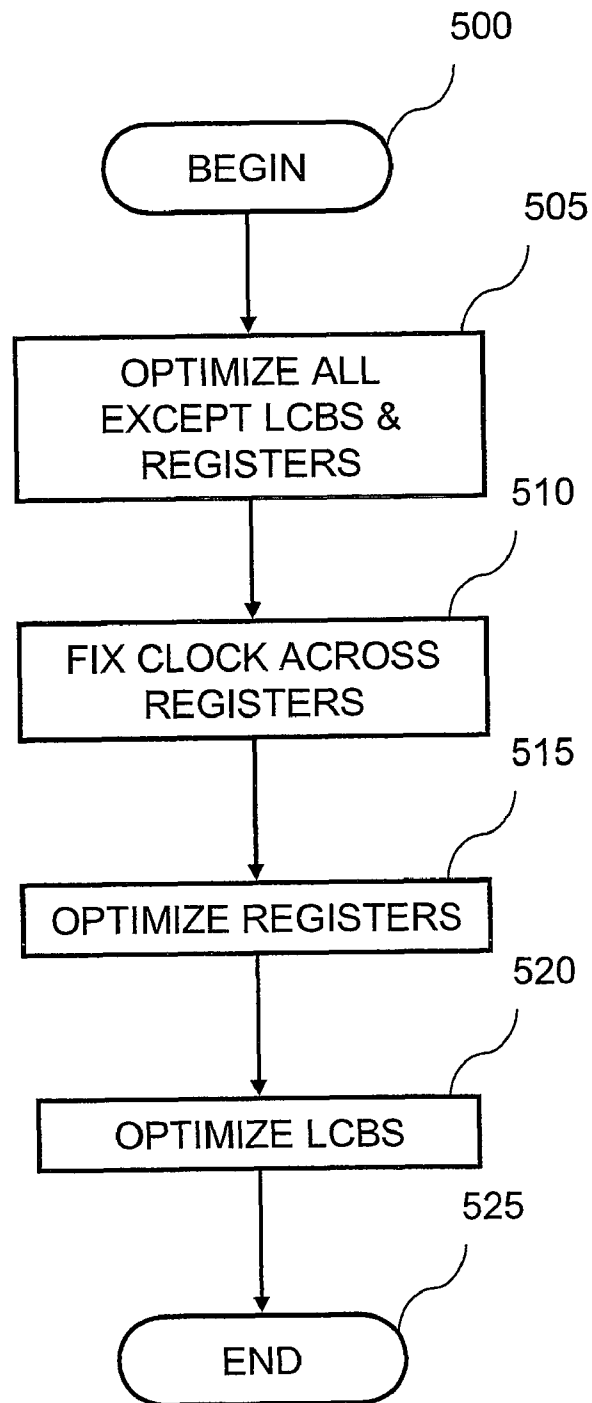 500
BEGIN
505
OPTIMIZE ALL
EXCEPT LCBS &
REGISTERS
510
FIX CLOCK ACROSS
REGISTERS
515
OPTIMIZE REGISTERS
520
OPTIMIZE LCBS
525
END